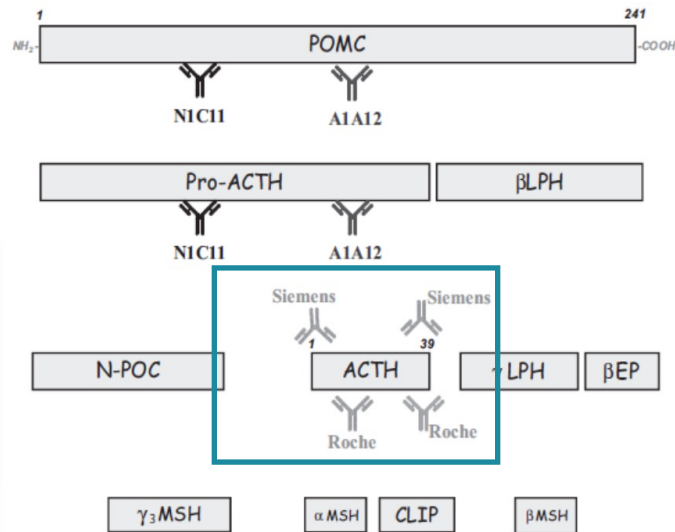 1 241
NH₂- POMC -COOH
N1C11 A1A12
Pro-ACTH βLPH
N1C11 A1A12
Siemens Siemens
1 39
N-POC ACTH γ LPH βEP
Roche Roche
γ₃MSH αMSH CLIP βMSH